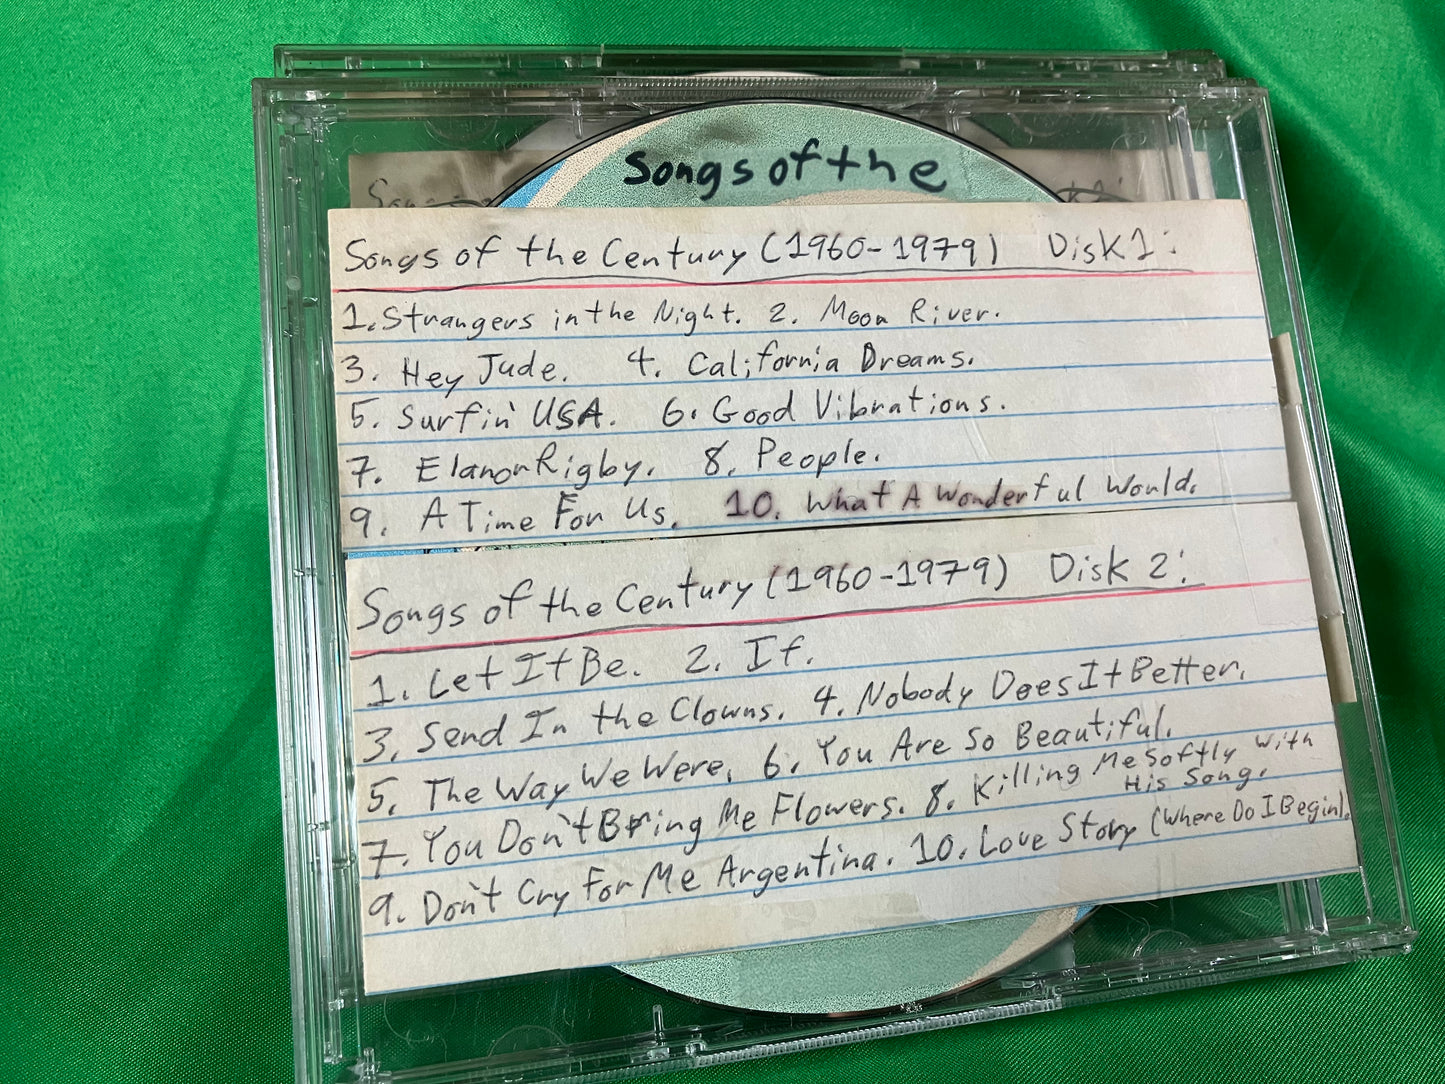 Songs of the
Songs of the Century (1960-1979) Disk 1:
1. Strangers in the Night. 2. Moon River.
3. Hey Jude. 4. California Dreams.
5. Surfin' USA. 6. Good Vibrations.
7. Elanor Rigby. 8. People.
9. A Time For Us. 10. What A Wonderful World.
Songs of the Century (1960-1979) Disk 2:
1. Let It Be. 2. If.
3. Send In the Clowns. 4. Nobody Does It Better.
5. The Way We Were. 6. You Are So Beautiful.
7. You Don't Bring Me Flowers. 8. Killing Me Softly With
His Song.
9. Don't Cry For Me Argentina. 10. Love Story (Where Do I Begin).